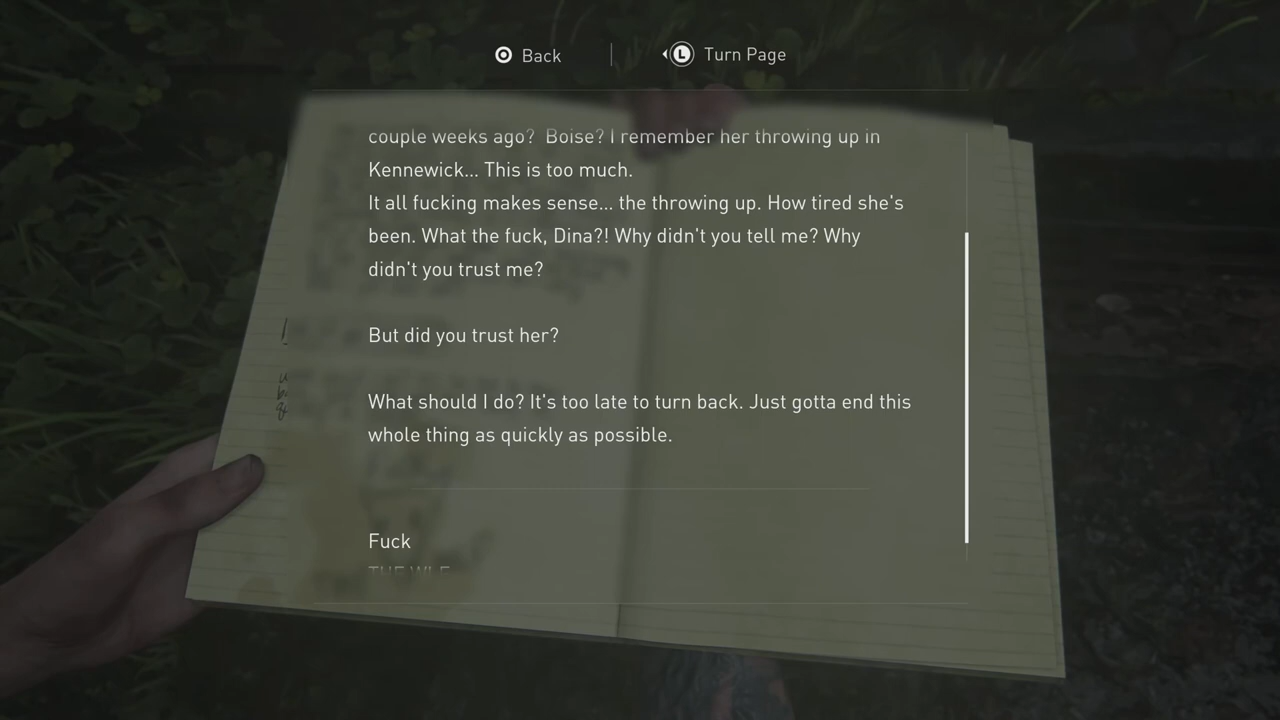 Back
L Turn Page
couple weeks ago? Boise? I remember her throwing up in
Kennewick... This is too much.
It all fucking makes sense... the throwing up. How tired she's
been. What the fuck, Dina?! Why didn't you tell me? Why
didn't you trust me?
But did you trust her?
What should I do? It's too late to turn back. Just gotta end this
whole thing as quickly as possible.
Fuck
THE WLF